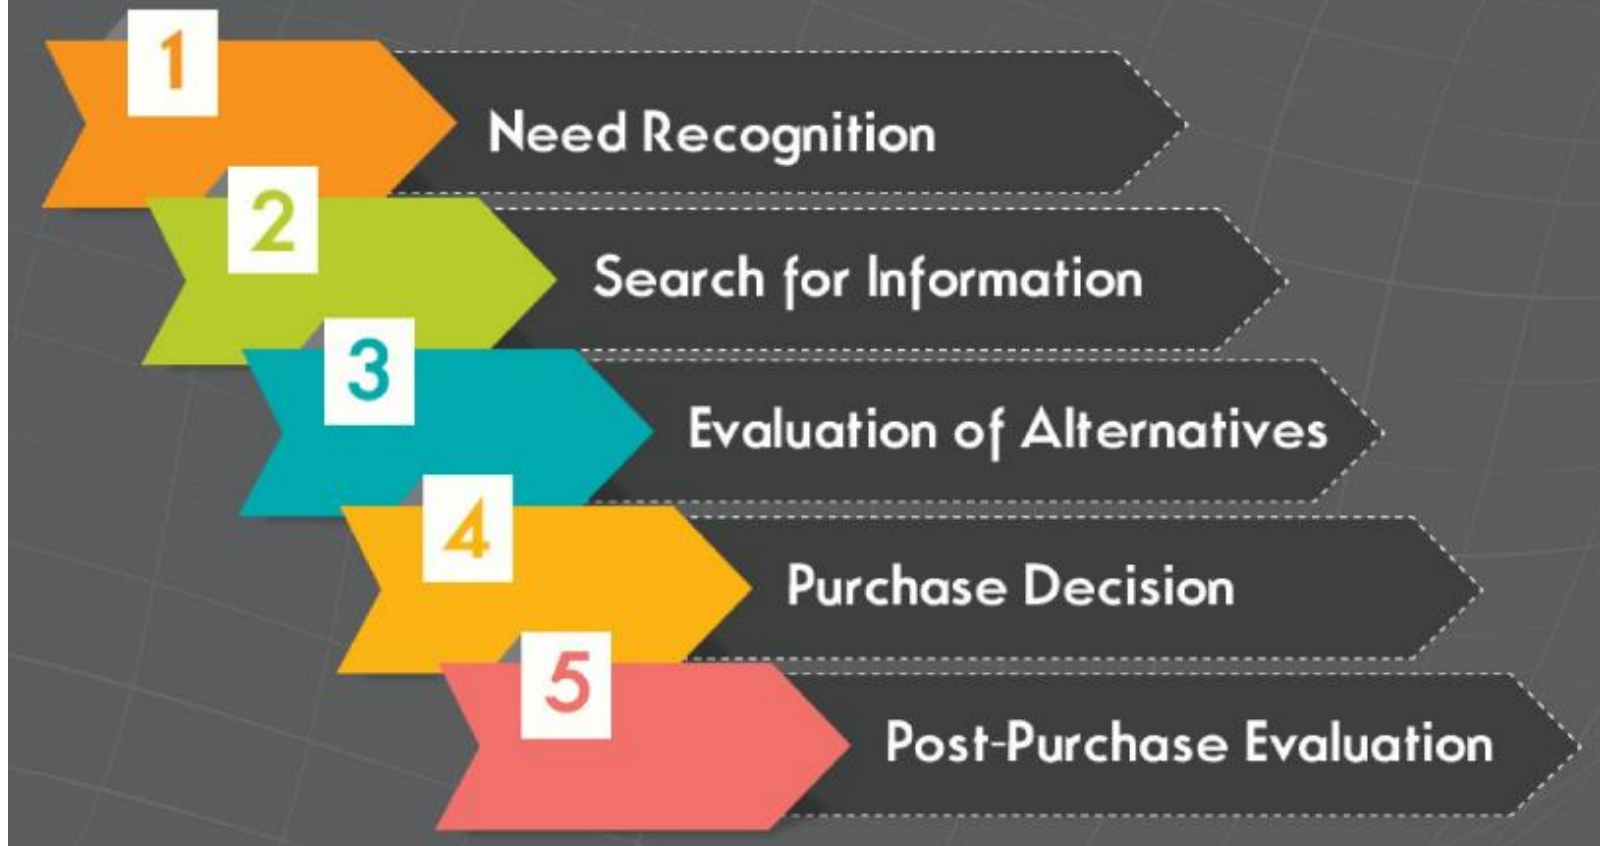 1
Need Recognition
2
Search for Information
3
Evaluation of Alternatives
4
Purchase Decision
5
Post-Purchase Evaluation